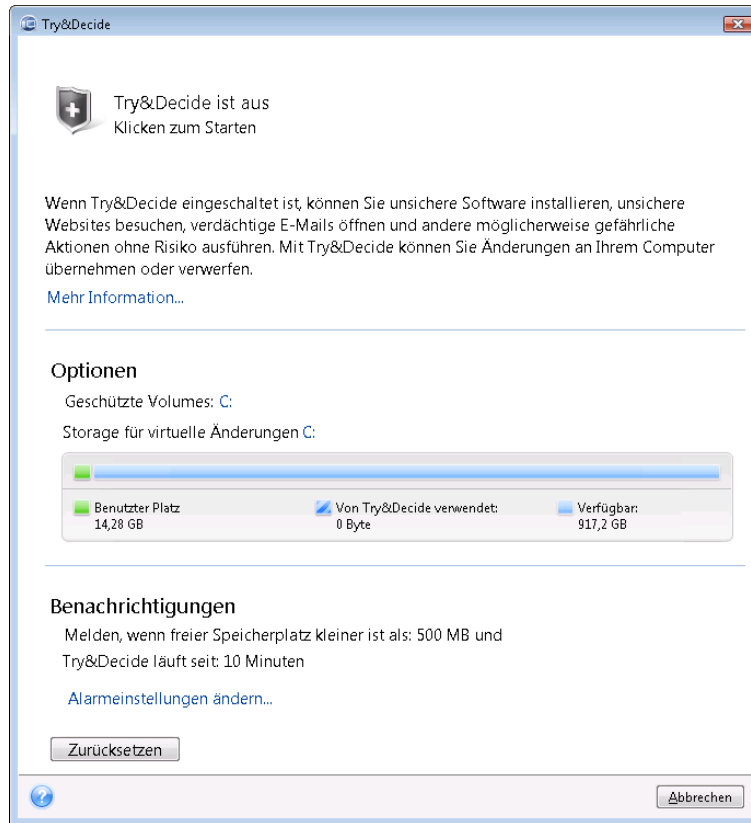 Try&Decide
Try&Decide ist aus
Klicken zum Starten
Wenn Try&Decide eingeschaltet ist, können Sie unsichere Software installieren, unsichere
Websites besuchen, verdächtige E-Mails öffnen und andere möglicherweise gefährliche
Aktionen ohne Risiko ausführen. Mit Try&Decide können Sie Änderungen an Ihrem Computer
übernehmen oder verwerfen.
Mehr Information...
Optionen
Geschützte Volumes: C:
Storage für virtuelle Änderungen C:
Benutzter Platz
14,28 GB
Von Try&Decide verwendet:
0 Byte
Verfügbar:
917,2 GB
Benachrichtigungen
Melden, wenn freier Speicherplatz kleiner ist als: 500 MB und
Try&Decide läuft seit: 10 Minuten
Alarmeinstellungen ändern...
Zurücksetzen
?
Abbrechen